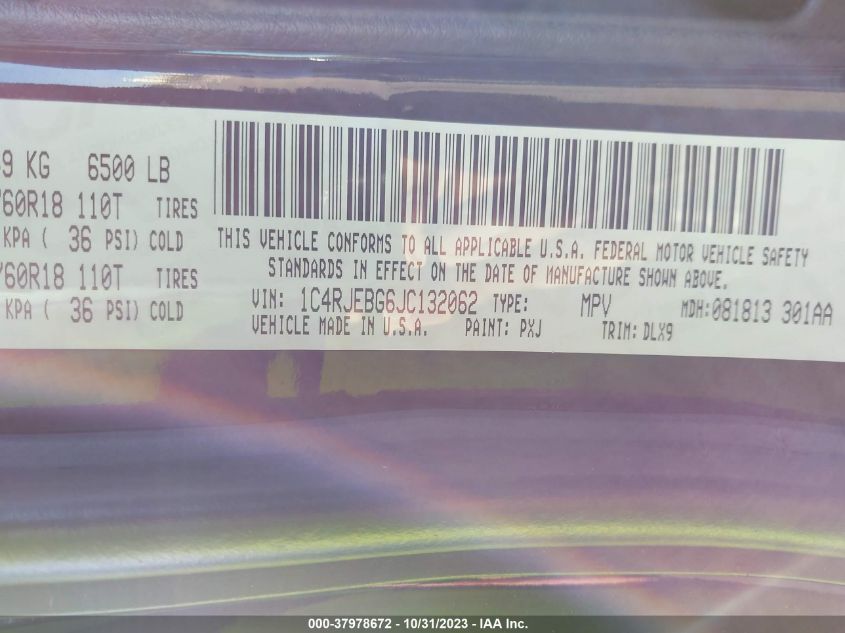 9 KG 6500 LB
/60R18 110T TIRES
KPA ( 36 PSI) COLD
/60R18 110T TIRES
KPA ( 36 PSI) COLD
THIS VEHICLE CONFORMS TO ALL APPLICABLE U.S.A. FEDERAL MOTOR VEHICLE SAFETY
STANDARDS IN EFFECT ON THE DATE OF MANUFACTURE SHOWN ABOVE.
VIN: 1C4RJEBG6JC132062 TYPE: MPV MDH:081813 301AA
VEHICLE MADE IN U.S.A. PAINT: PXJ TRIM: DLX9
000-37978672 - 10/31/2023 - IAA Inc.